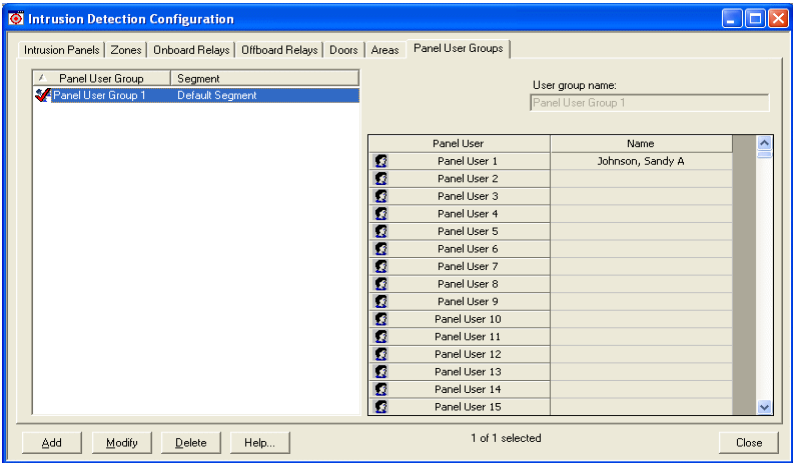 Intrusion Detection Configuration
Intrusion Panels Zones Onboard Relays Offboard Relays Doors Areas Panel User Groups
Panel User Group Segment
Panel User Group 1 Default Segment
User group name:
Panel User Group 1
Panel User Name
Panel User 1 Johnson, Sandy A
Panel User 2
Panel User 3
Panel User 4
Panel User 5
Panel User 6
Panel User 7
Panel User 8
Panel User 9
Panel User 10
Panel User 11
Panel User 12
Panel User 13
Panel User 14
Panel User 15
Add Modify Delete Help... 1 of 1 selected Close